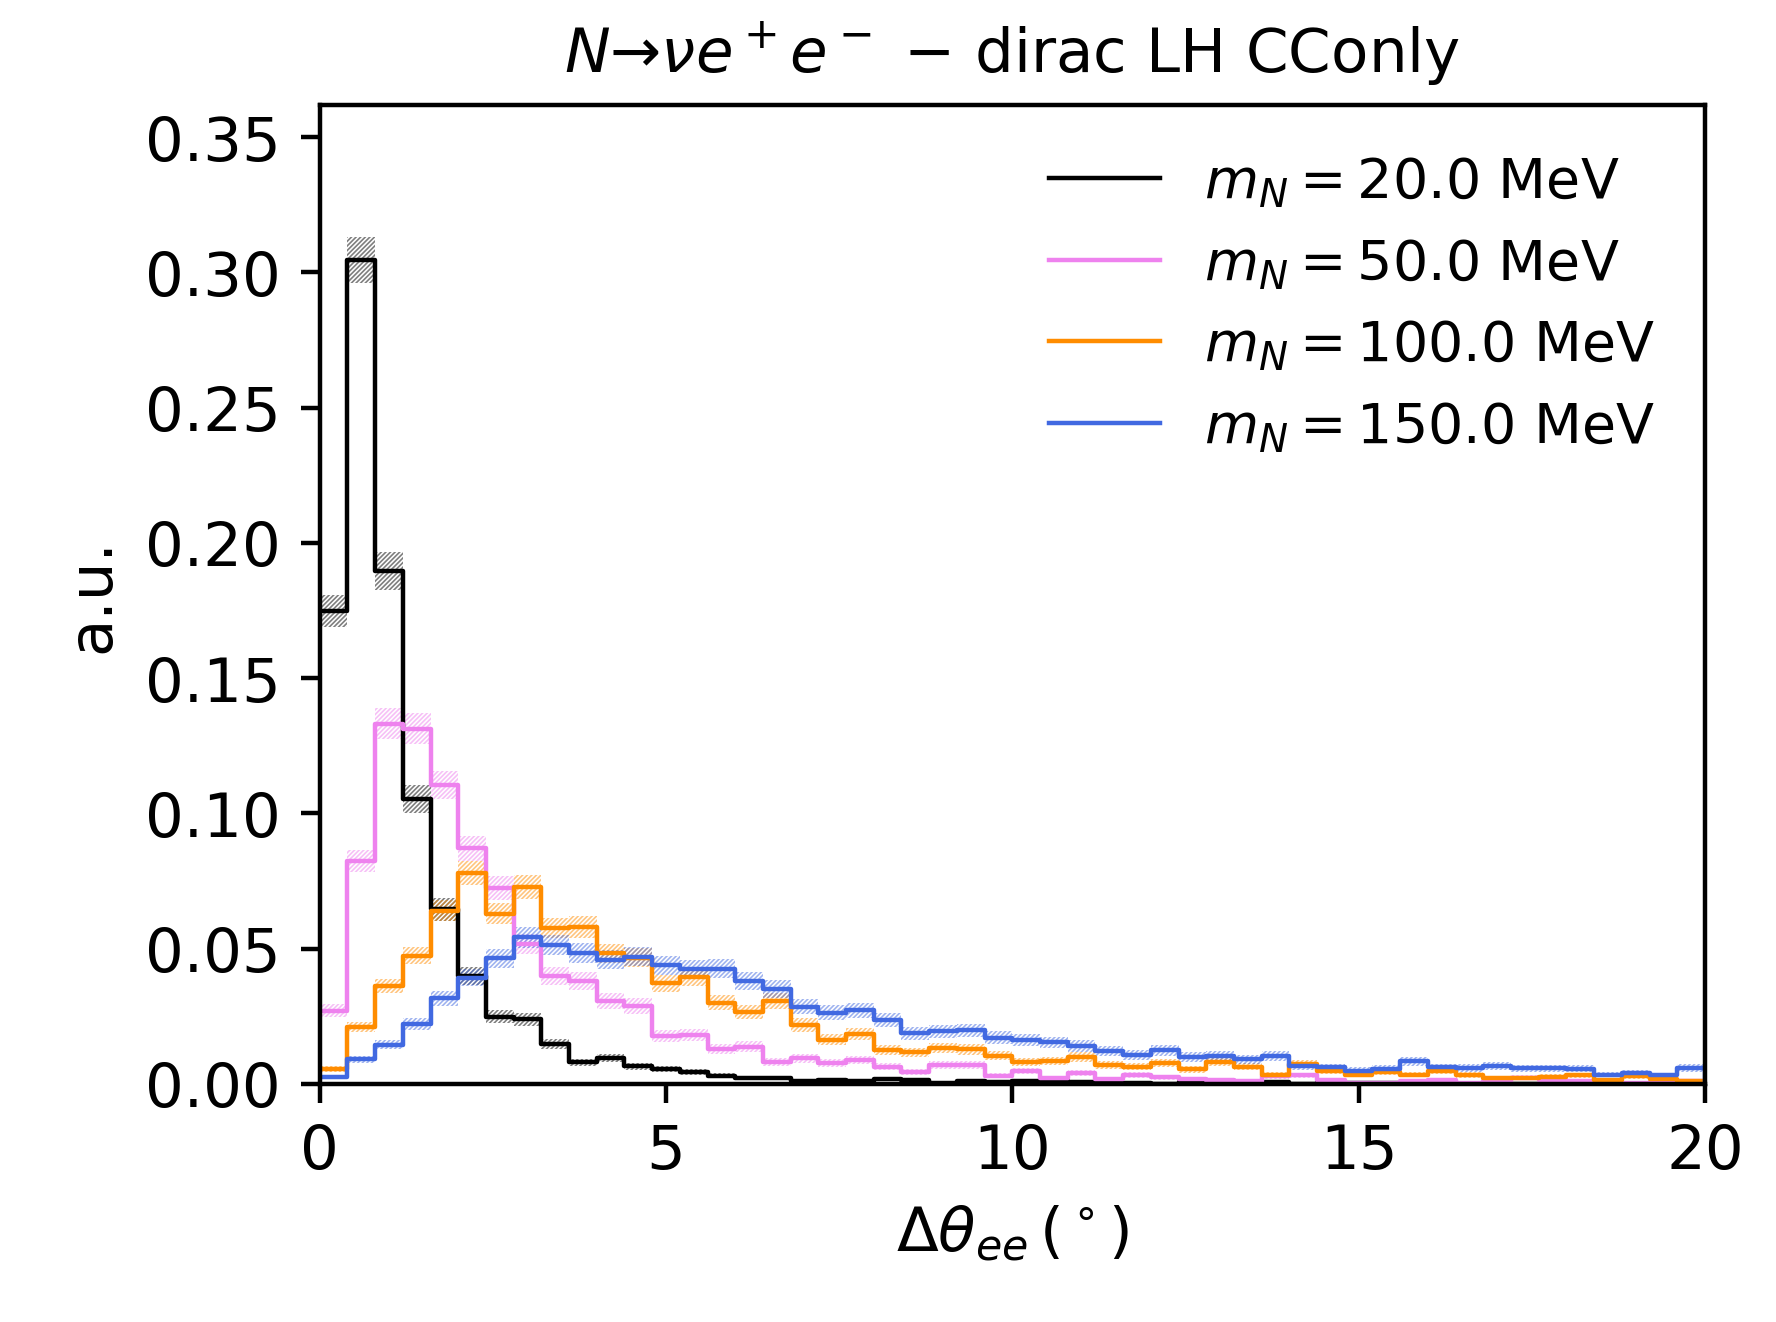 N→νe⁺e⁻ − dirac LH CConly
0.35
0.30
0.25
0.20
0.15
0.10
0.05
0.00
a.u.
m_N = 20.0 MeV
m_N = 50.0 MeV
m_N = 100.0 MeV
m_N = 150.0 MeV
0 5 10 15 20
Δθ_ee (°)